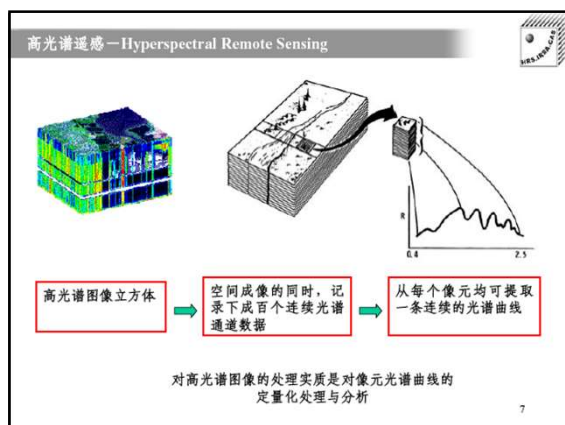 高光谱遥感－Hyperspectral Remote Sensing
HRS.IRSA.CAS
R
0.4
2.5
高光谱图像立方体
空间成像的同时，记
录下成百个连续光谱
通道数据
从每个像元均可提取
一条连续的光谱曲线
对高光谱图像的处理实质是对像元光谱曲线的
定量化处理与分析
7